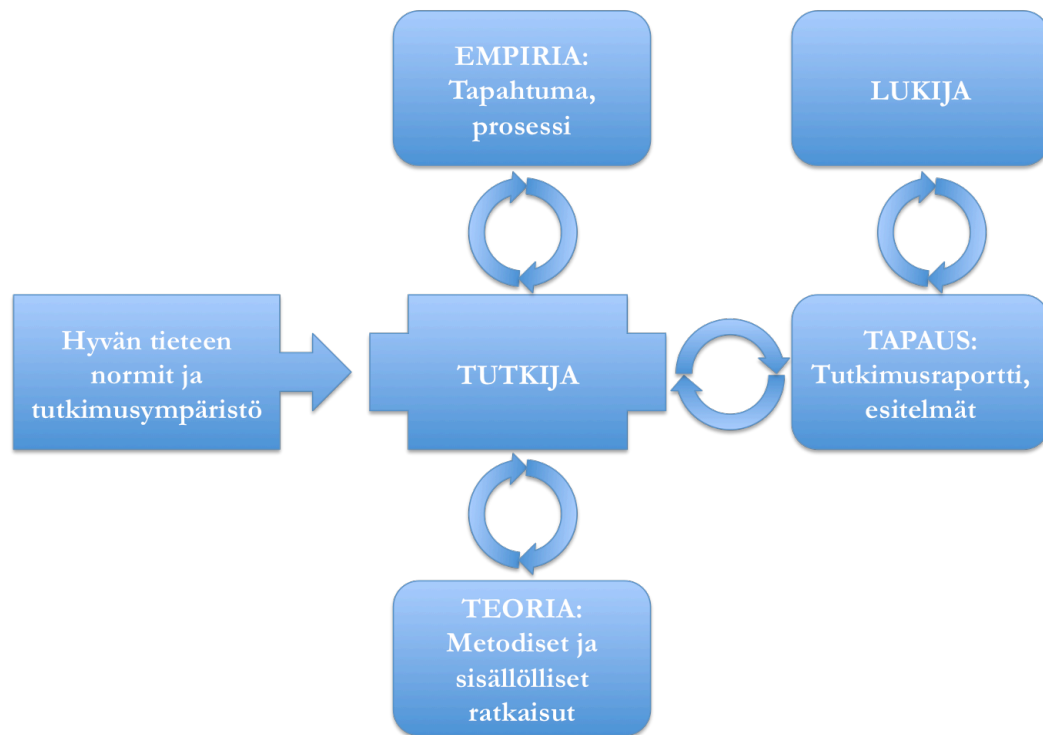 EMPIRIA:
Tapahtuma,
prosessi
LUKIJA
Hyvän tieteen
normit ja
tutkimusympäristö
TUTKIJA
TAPAUS:
Tutkimusraportti,
esitelmät
TEORIA:
Metodiset ja
sisällölliset
ratkaisut